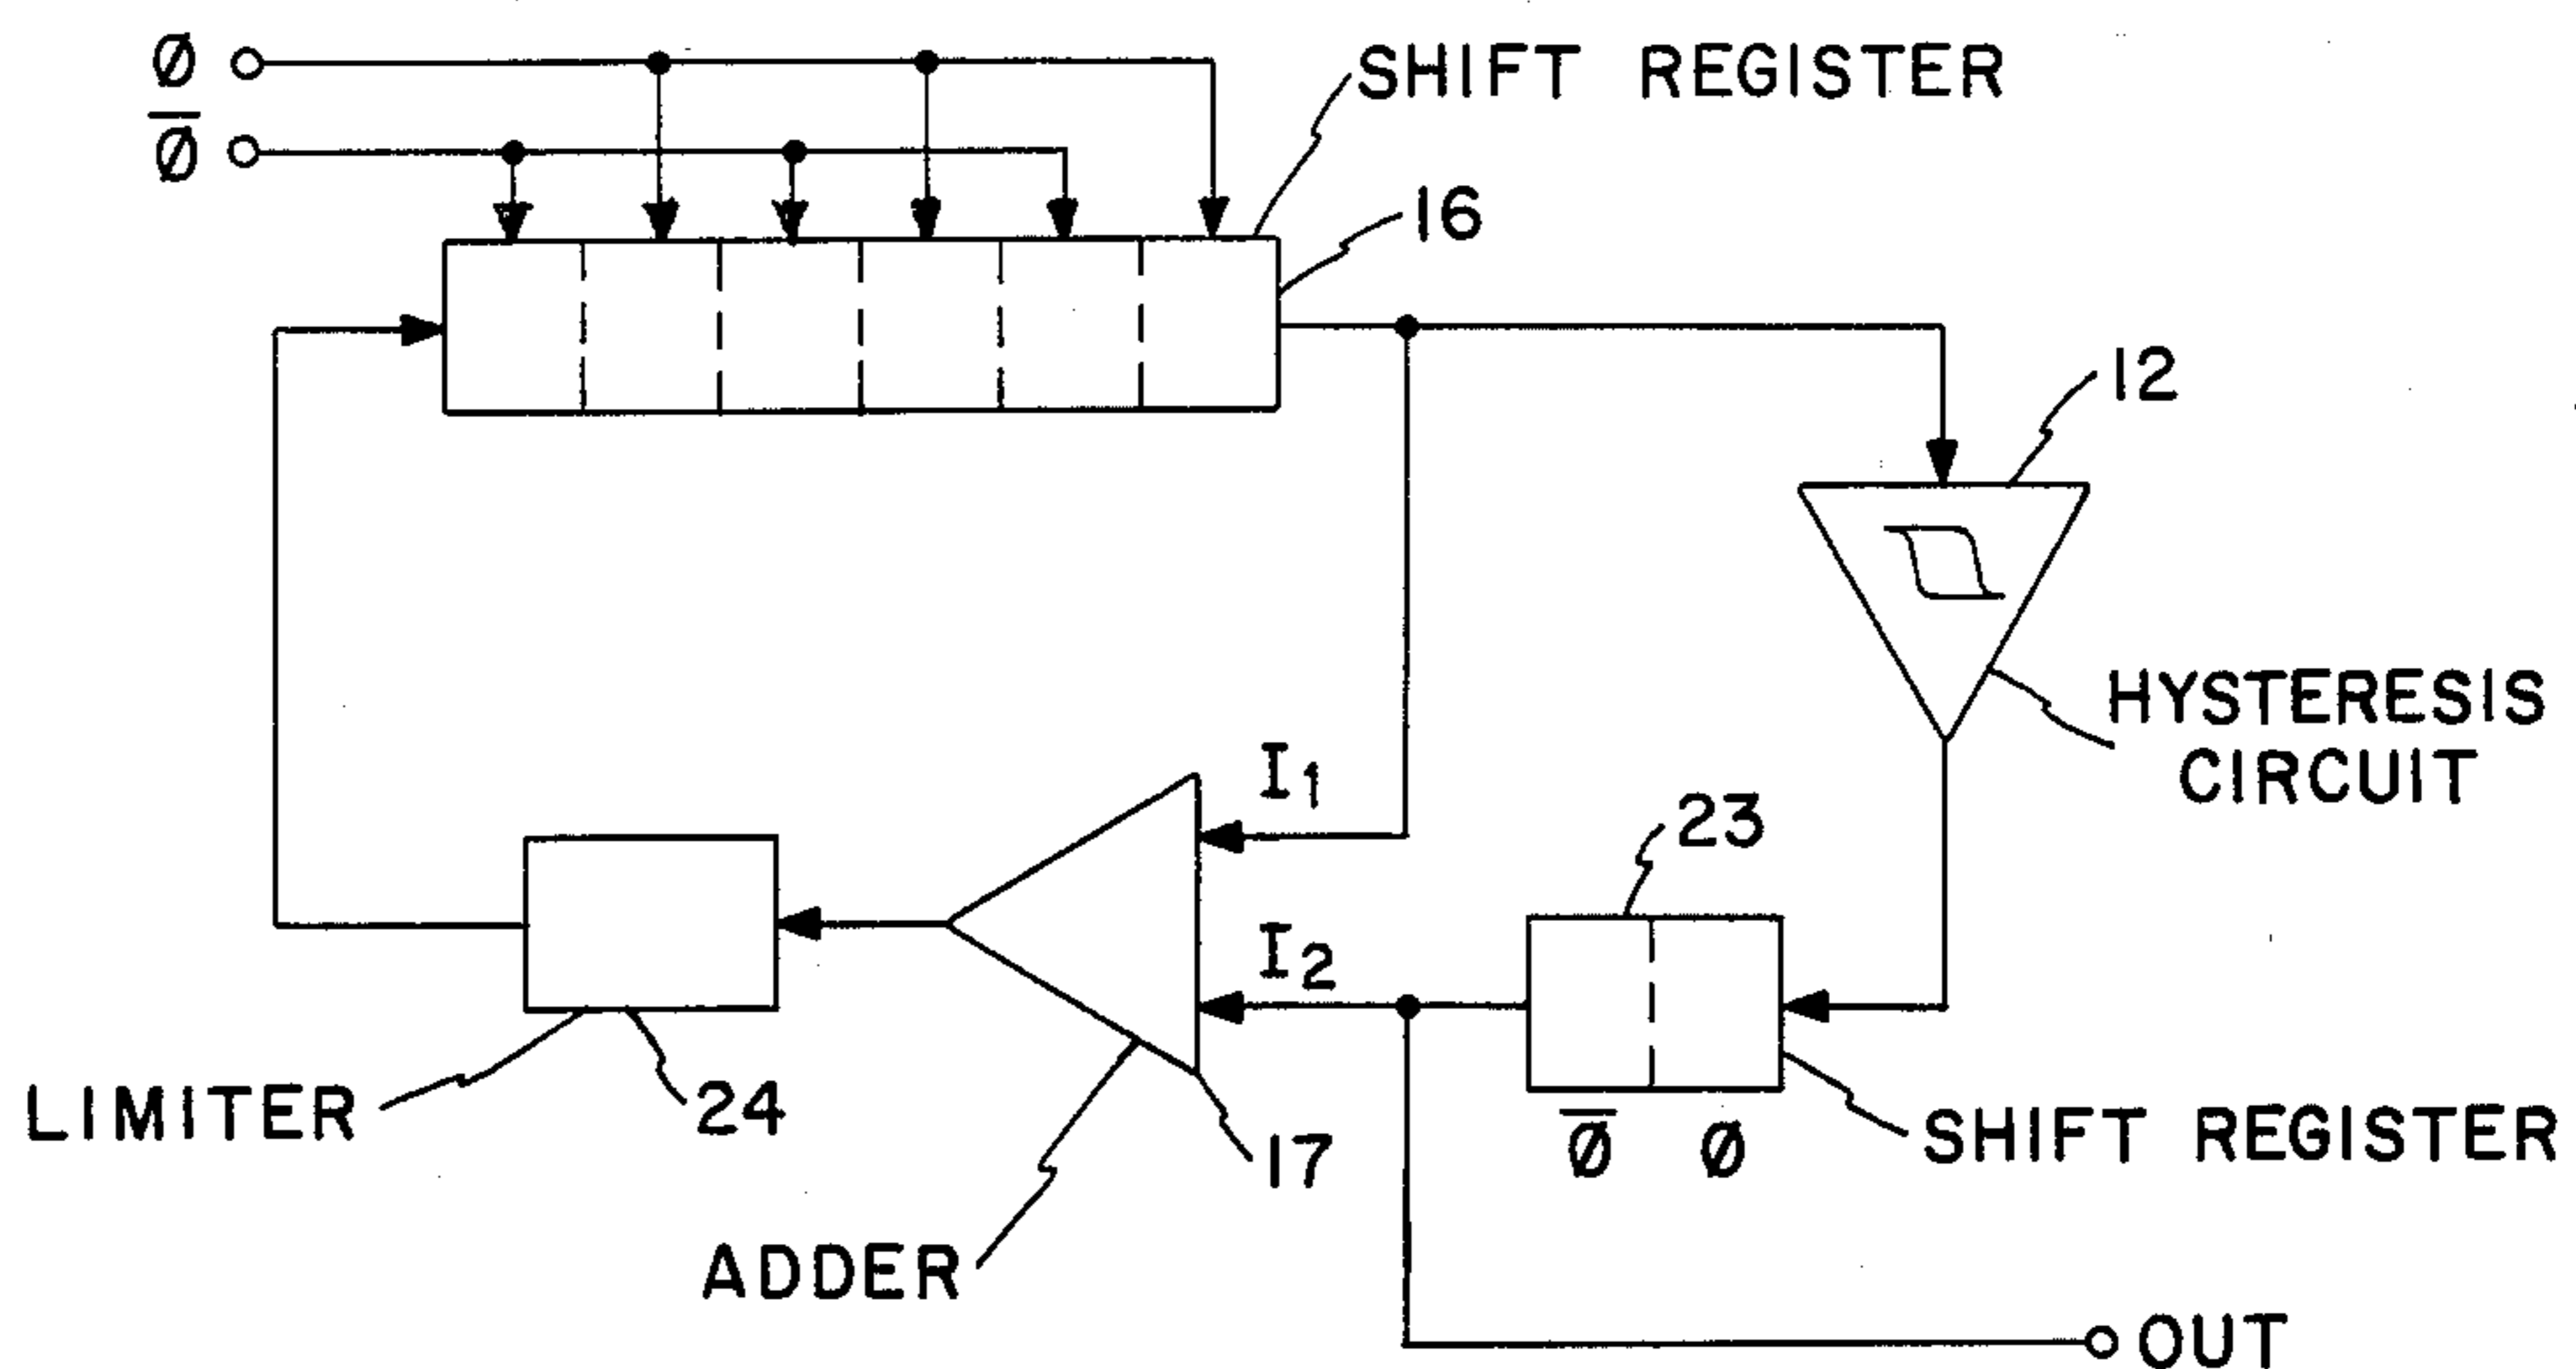 Ø
SHIFT REGISTER
Ø̅
16
12
HYSTERESIS
CIRCUIT
I1
23
I2
LIMITER
24
17
Ø̅ Ø
SHIFT REGISTER
ADDER
OUT